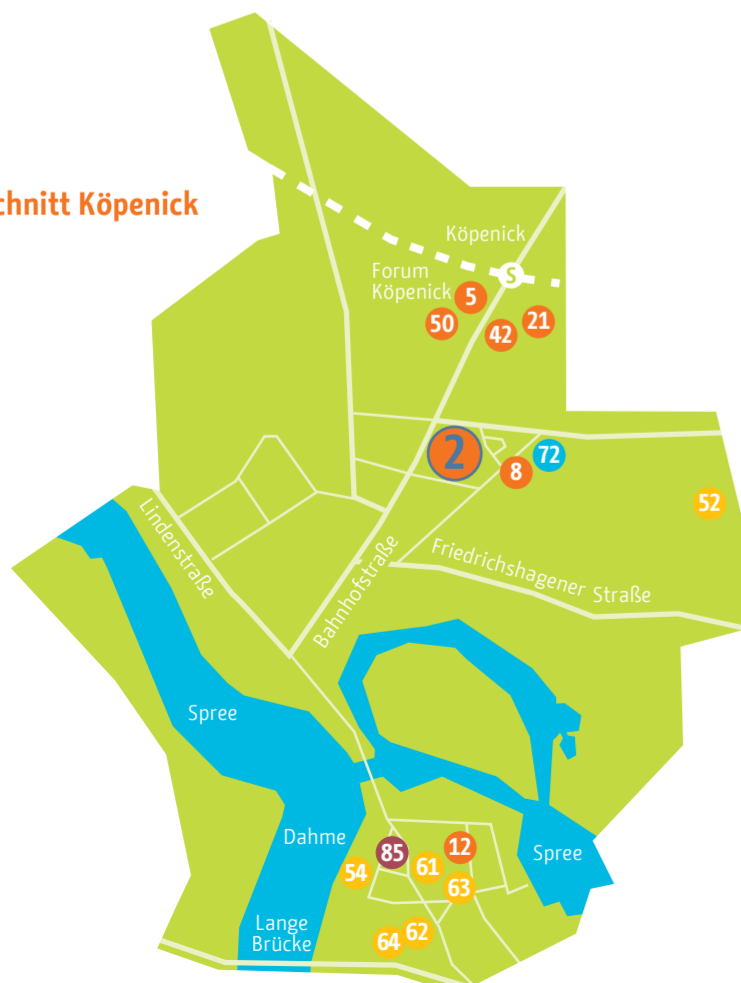 chnitt Köpenick
Köpenick
S
Forum
Köpenick
5
50
42
21
2
8
72
52
Lindenstraße
Bahnhofstraße
Friedrichshagener Straße
Spree
Dahme
85
54
61
12
63
Spree
64
62
Lange
Brücke